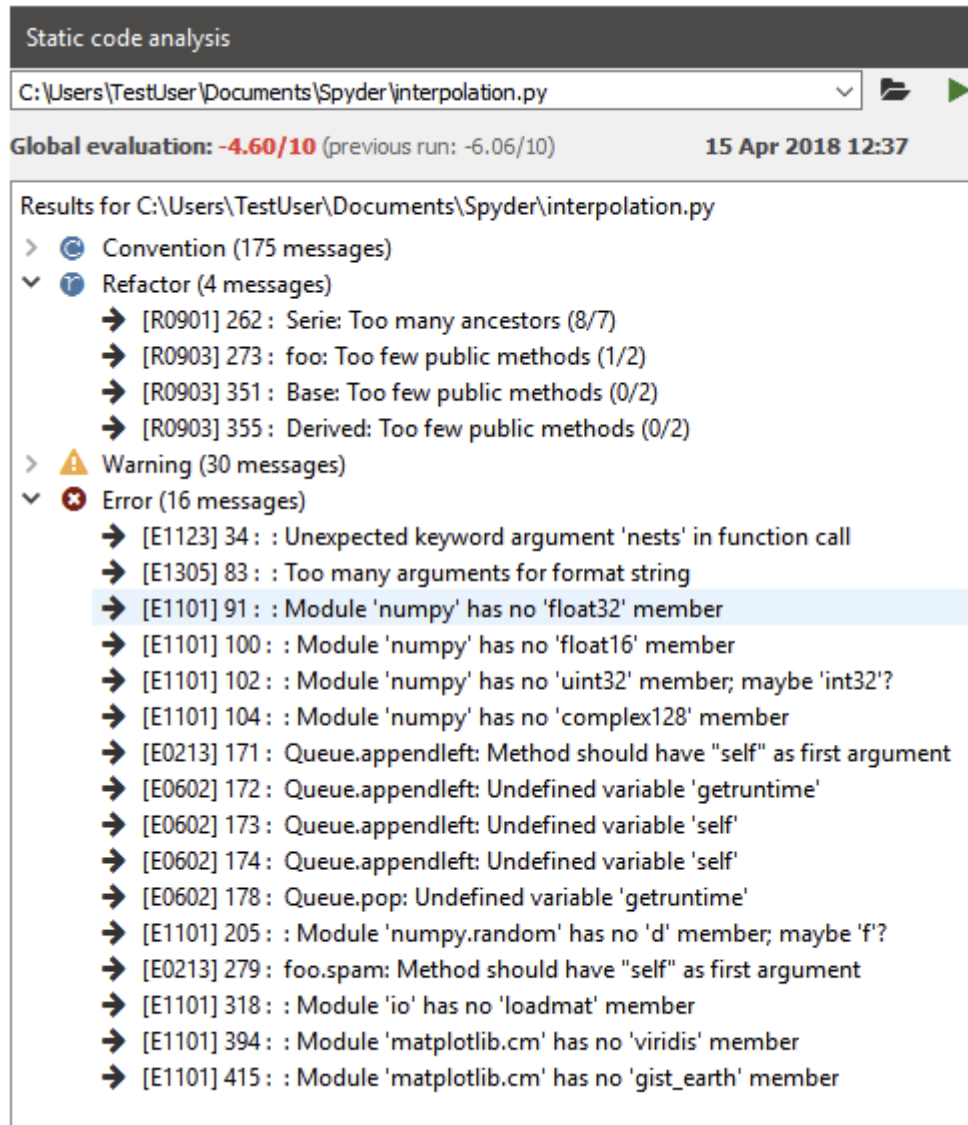 Static code analysis
C:\Users\TestUser\Documents\Spyder\interpolation.py
Global evaluation: -4.60/10 (previous run: -6.06/10) 15 Apr 2018 12:37
Results for C:\Users\TestUser\Documents\Spyder\interpolation.py
Convention (175 messages)
Refactor (4 messages)
[R0901] 262 : Serie: Too many ancestors (8/7)
[R0903] 273 : foo: Too few public methods (1/2)
[R0903] 351 : Base: Too few public methods (0/2)
[R0903] 355 : Derived: Too few public methods (0/2)
Warning (30 messages)
Error (16 messages)
[E1123] 34 : : Unexpected keyword argument 'nests' in function call
[E1305] 83 : : Too many arguments for format string
[E1101] 91 : : Module 'numpy' has no 'float32' member
[E1101] 100 : : Module 'numpy' has no 'float16' member
[E1101] 102 : : Module 'numpy' has no 'uint32' member; maybe 'int32'?
[E1101] 104 : : Module 'numpy' has no 'complex128' member
[E0213] 171 : Queue.appendleft: Method should have "self" as first argument
[E0602] 172 : Queue.appendleft: Undefined variable 'getruntime'
[E0602] 173 : Queue.appendleft: Undefined variable 'self'
[E0602] 174 : Queue.appendleft: Undefined variable 'self'
[E0602] 178 : Queue.pop: Undefined variable 'getruntime'
[E1101] 205 : : Module 'numpy.random' has no 'd' member; maybe 'f'?
[E0213] 279 : foo.spam: Method should have "self" as first argument
[E1101] 318 : : Module 'io' has no 'loadmat' member
[E1101] 394 : : Module 'matplotlib.cm' has no 'viridis' member
[E1101] 415 : : Module 'matplotlib.cm' has no 'gist_earth' member